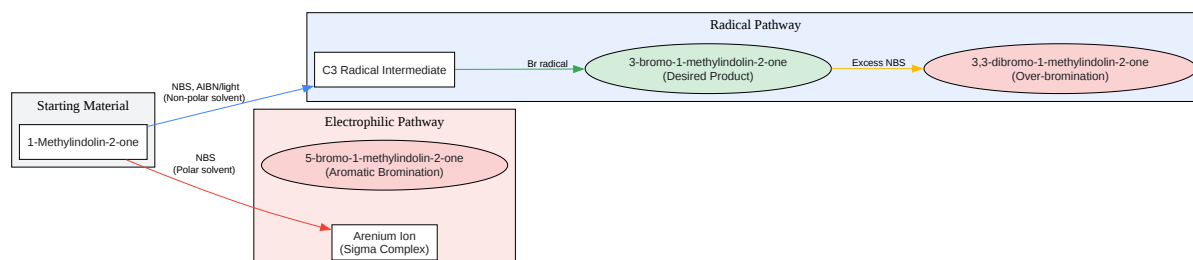 Radical Pathway
C3 Radical Intermediate
Br radical
3-bromo-1-methylindolin-2-one
(Desired Product)
Excess NBS
3,3-dibromo-1-methylindolin-2-one
(Over-bromination)
NBS, AIBN/light
(Non-polar solvent)
Starting Material
1-Methylindolin-2-one
NBS
(Polar solvent)
Electrophilic Pathway
5-bromo-1-methylindolin-2-one
(Aromatic Bromination)
Arenium Ion
(Sigma Complex)